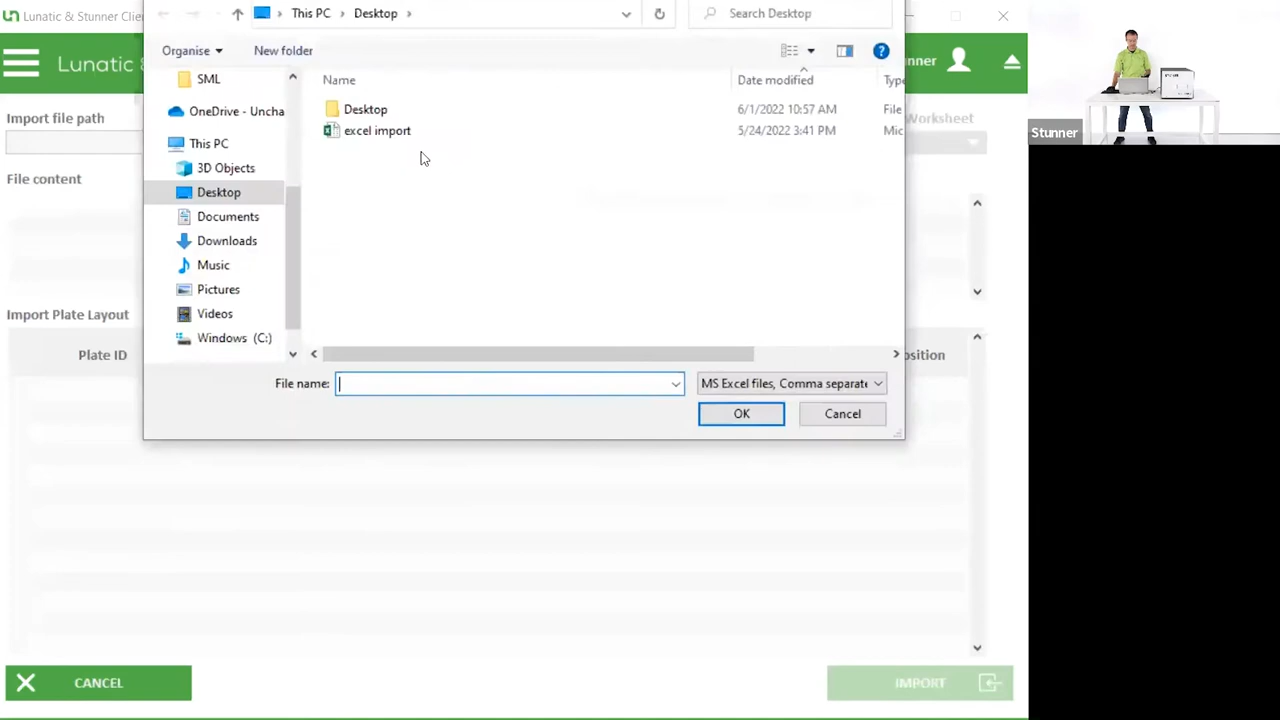 Lunatic & Stunner Clie
This PC > Desktop >
Search Desktop
Organise
New folder
Lunatic &
nner
SML
Name
Date modified
Type
OneDrive - Uncha
Desktop
6/1/2022 10:57 AM
File
Import file path
Worksheet
excel import
5/24/2022 3:41 PM
Mic
Stunner
This PC
3D Objects
File content
Desktop
Documents
Downloads
Music
Pictures
Videos
Import Plate Layout
Windows (C:)
Plate ID
osition
File name:
MS Excel files, Comma separate
OK
Cancel
CANCEL
IMPORT